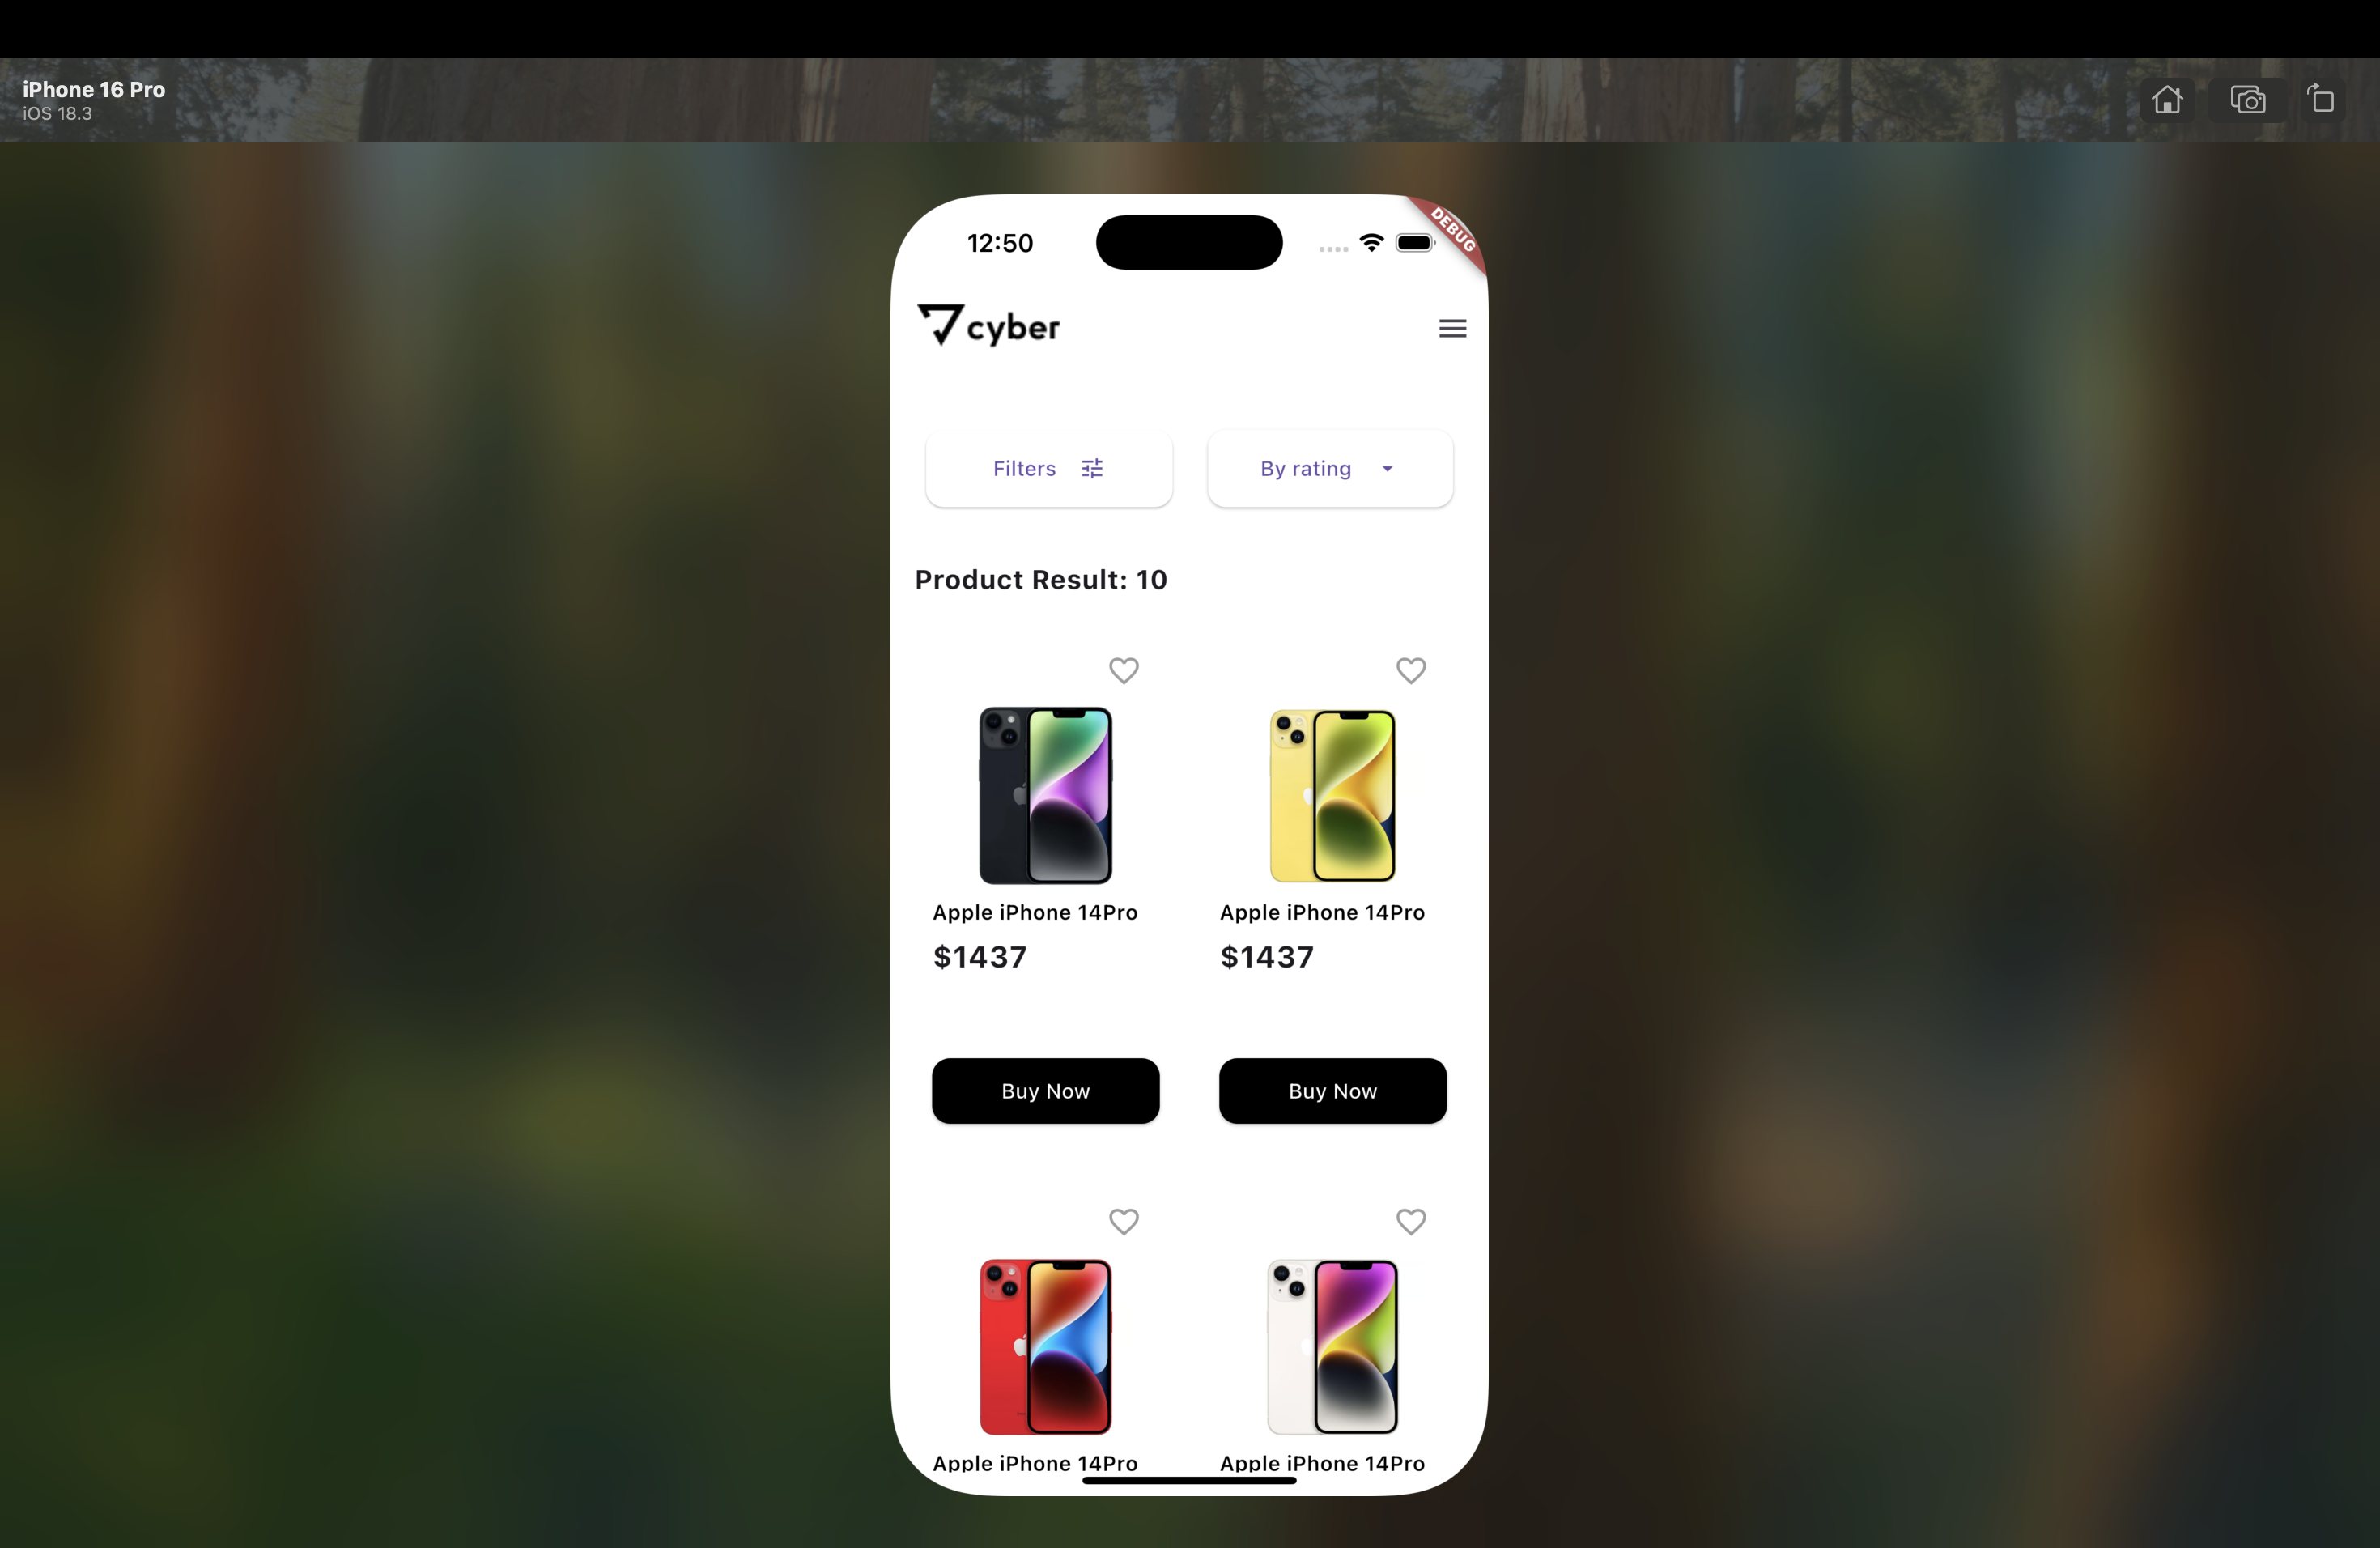 iPhone 16 Pro
iOS 18.3
12:50
DEBUG
cyber
Filters
By rating
Product Result: 10
Apple iPhone 14Pro
Apple iPhone 14Pro
$1437
$1437
Buy Now
Buy Now
Apple iPhone 14Pro
Apple iPhone 14Pro